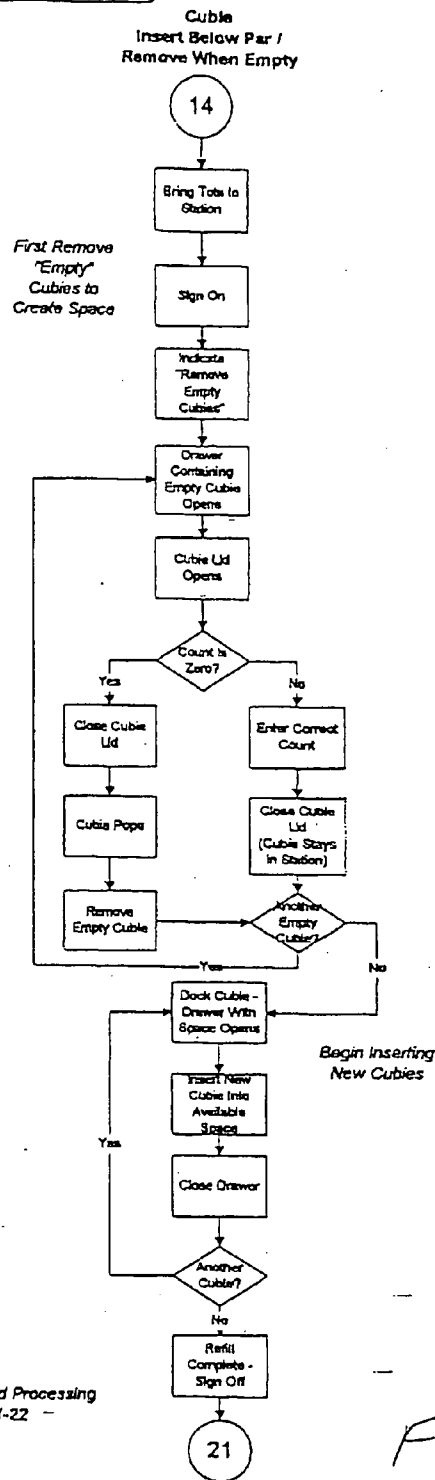 Cubie
Insert Below Par /
Remove When Empty
14
Bring Tote to
Station
First Remove
"Empty"
Cubies to
Create Space
Sign On
Indicate
"Remove
Empty
Cubies"
Drawer
Containing
Empty Cubie
Opens
Cubie Lid
Opens
Count is
Zero?
Yes
No
Close Cubie
Lid
Enter Correct
Count
Cubie Pops
Close Cubie
Lid
(Cubie Stays
In Station)
Remove
Empty Cubie
Another
Empty
Cubie?
Yes
No
Dock Cubie -
Drawer With
Space Opens
Begin Inserting
New Cubies
Insert New
Cubie Into
Available
Space
Yes
Close Drawer
Another
Cubie?
No
Refill
Complete -
Sign Off
d Processing
-22
21